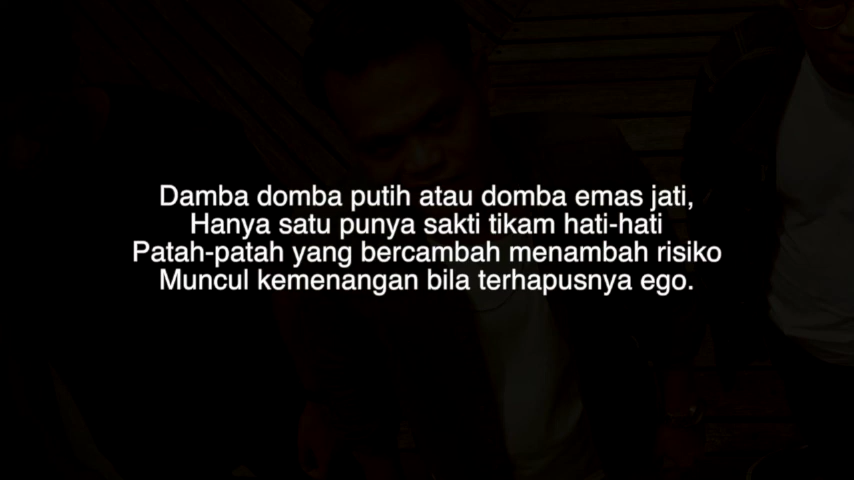 Damba domba putih atau domba emas jati,
Hanya satu punya sakti tikam hati-hati
Patah-patah yang bercambah menambah risiko
Muncul kemenangan bila terhapusnya ego.